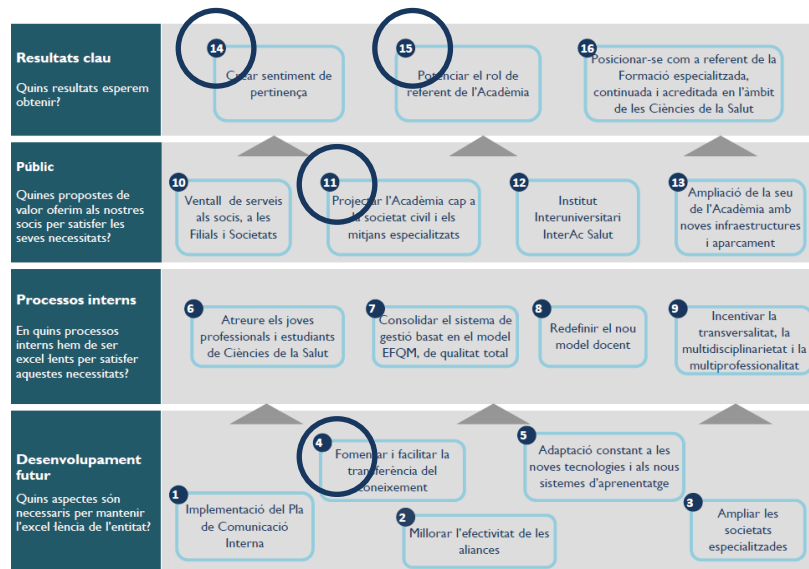 Resultats clau
Quins resultats esperem
obtenir?
14
Crear sentiment de
pertinença
15
Potenciar el rol de
referent de l'Acadèmia
16
Posicionar-se com a referent de la
Formació especialitzada,
continuada i acreditada en l'àmbit
de les Ciències de la Salut
Públic
Quines propostes de
valor oferim als nostres
socis per satisfer les
seves necessitats?
10
Ventall de serveis
als socis, a les
Filials i Societats
11
Projectar l'Acadèmia cap a
la societat civil i els
mitjans especialitzats
12
Institut
Interuniversitari
InterAc Salut
13
Ampliació de la seu
de l'Acadèmia amb
noves infraestructures
i aparcament
Processos interns
En quins processos
interns hem de ser
excel·lents per satisfer
aquestes necessitats?
6
Atreure els joves
professionals i estudiants
de Ciències de la Salut
7
Consolidar el sistema de
gestió basat en el model
EFQM, de qualitat total
8
Redefinir el nou
model docent
9
Incentivar la
transversalitat, la
multidisciplinarietat i la
multiprofessionalitat
Desenvolupament
futur
Quins aspectes són
necessaris per mantenir
l'excel·lència de l'entitat?
1
Implementació del Pla
de Comunicació
Interna
4
Fomentar i facilitar la
transferència del
coneixement
2
Millorar l'efectivitat de les
aliances
5
Adaptació constant a les
noves tecnologies i als nous
sistemes d'aprenentatge
3
Ampliar les
societats
especialitzades